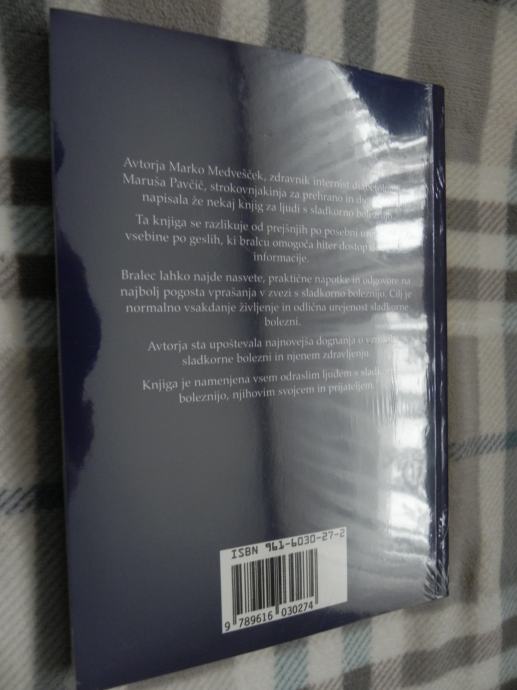 Avtorja Marko Medvešček, zdravnik internist
Maruša Pavčič, strokovnjakinja za prehrano in
napisala že nekaj knjig za ljudi s sladkorno boleznijo.
Ta knjiga se razlikuje od prejšnjih po posebni
vsebine po geslih, ki bralcu omogoča hiter dostop
informacije.
Bralec lahko najde nasvete, praktične napotke in odgovore na
najbolj pogosta vprašanja v zvezi s sladkorno boleznijo. Cilj je
normalno vsakdanje življenje in odlična urejenost sladkorne
bolezni.
Avtorja sta upoštevala najnovejša dognanja o
sladkorne bolezni in njenem zdravljenju.
Knjiga je namenjena vsem odraslim ljudem s
boleznijo, njihovim svojcem in prijateljem.
ISBN 961-6030-27-2
9 789616 030274